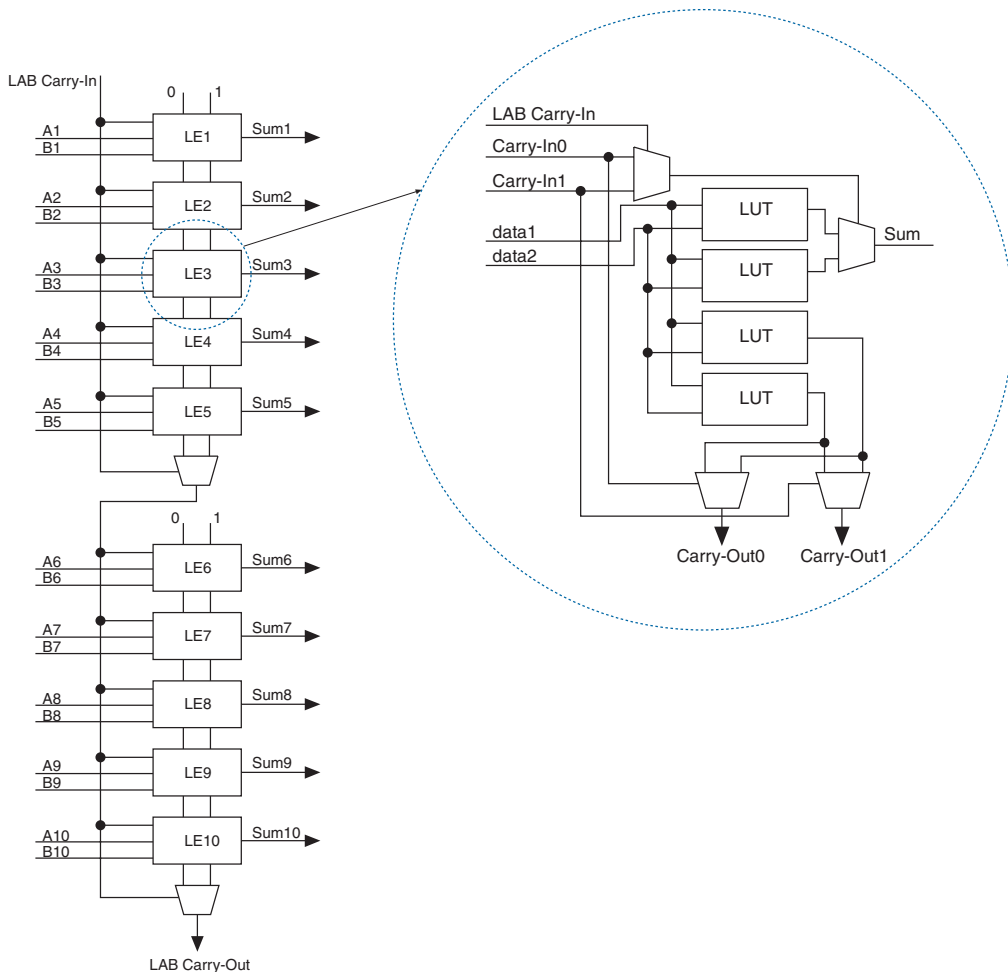 LAB Carry-In
0 1
A1
B1
LE1
Sum1
A2
B2
LE2
Sum2
A3
B3
LE3
Sum3
A4
B4
LE4
Sum4
A5
B5
LE5
Sum5
0 1
A6
B6
LE6
Sum6
A7
B7
LE7
Sum7
A8
B8
LE8
Sum8
A9
B9
LE9
Sum9
A10
B10
LE10
Sum10
LAB Carry-Out
LAB Carry-In
Carry-In0
Carry-In1
data1
data2
LUT
LUT
LUT
LUT
Sum
Carry-Out0
Carry-Out1